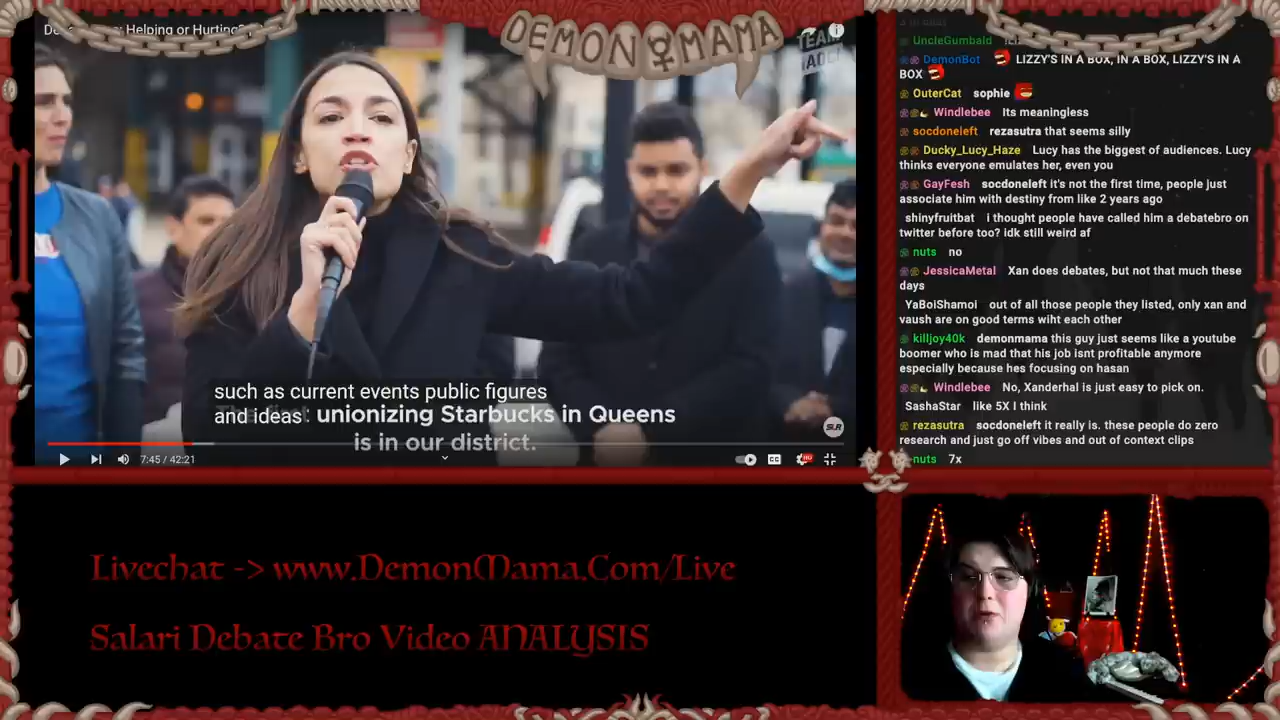 Helping or Hurting?
DEMON MAMA
TEAM
such as current events public figures
and ideas
unionizing Starbucks in Queens
is in our district.
SLR
7:45 / 42:21
CC
HD
UncleGumbald
DemonBot LIZZY'S IN A BOX, IN A BOX, LIZZY'S IN A
BOX
OuterCat sophie
Windlebee Its meaningless
socdoneleft rezasutra that seems silly
Ducky_Lucy_Haze Lucy has the biggest of audiences. Lucy
thinks everyone emulates her, even you
GayFesh socdoneleft it's not the first time, people just
associate him with destiny from like 2 years ago
shinyfruitbat i thought people have called him a debatebro on
twitter before too? idk still weird af
nuts no
JessicaMetal Xan does debates, but not that much these
days
YaBoiShamoi out of all those people they listed, only xan and
vaush are on good terms wiht each other
killjoy40k demonmama this guy just seems like a youtube
boomer who is mad that his job isnt profitable anymore
especially because hes focusing on hasan
Windlebee No, Xanderhal is just easy to pick on.
SashaStar like 5X I think
rezasutra socdoneleft it really is. these people do zero
research and just go off vibes and out of context clips
nuts 7x
Livechat -> www.DemonMama.Com/Live
Salari Debate Bro Video ANALYSIS